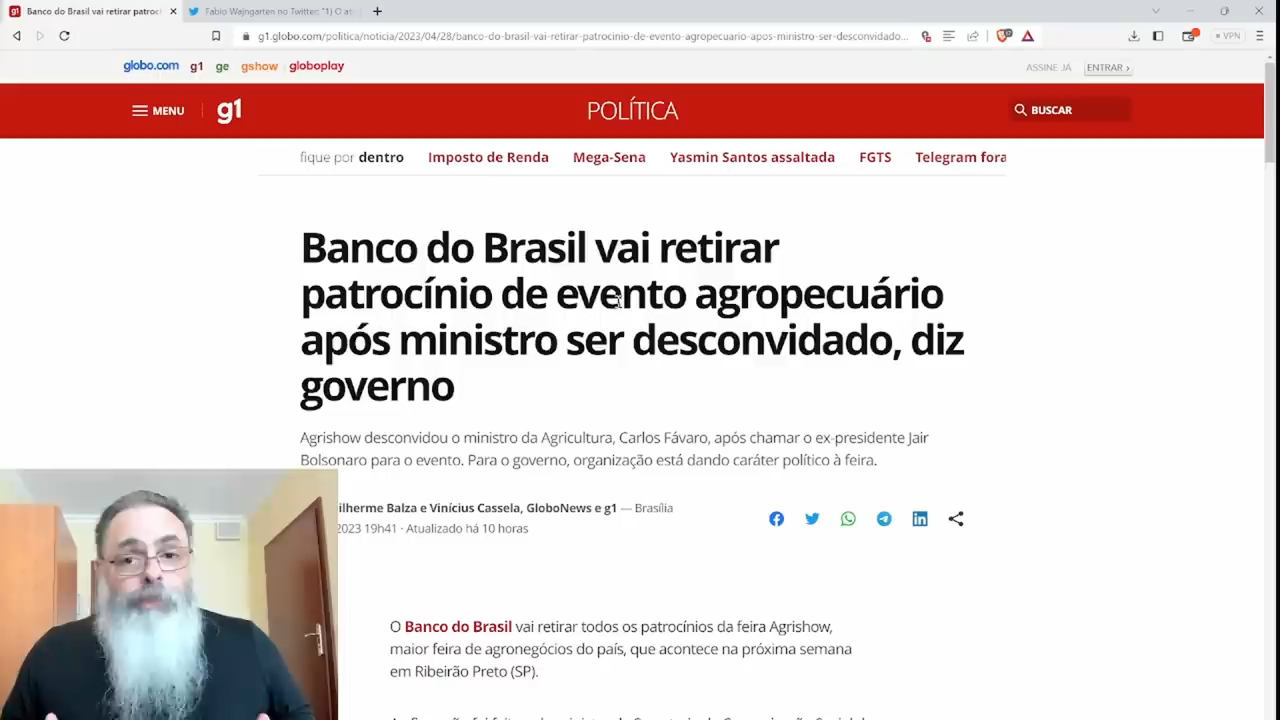 Banco do Brasil vai retirar patroc
Fabio Wajngarten no Twitter: "1) O at
g1.globo.com/politica/noticia/2023/04/28/banco-do-brasil-vai-retirar-patrocinio-de-evento-agropecuario-apos-ministro-ser-desconvidado...
VPN
globo.com g1 ge gshow globoplay
ASSINE JÁ ENTRAR ›
MENU g1 POLÍTICA BUSCAR
fique por dentro Imposto de Renda Mega-Sena Yasmin Santos assaltada FGTS Telegram fora
Banco do Brasil vai retirar
patrocínio de evento agropecuário
após ministro ser desconvidado, diz
governo
Agrishow desconvidou o ministro da Agricultura, Carlos Fávaro, após chamar o ex-presidente Jair
Bolsonaro para o evento. Para o governo, organização está dando caráter político à feira.
ilherme Balza e Vinícius Cassela, GloboNews e g1 — Brasília
2023 19h41 · Atualizado há 10 horas
O Banco do Brasil vai retirar todos os patrocínios da feira Agrishow,
maior feira de agronegócios do país, que acontece na próxima semana
em Ribeirão Preto (SP).